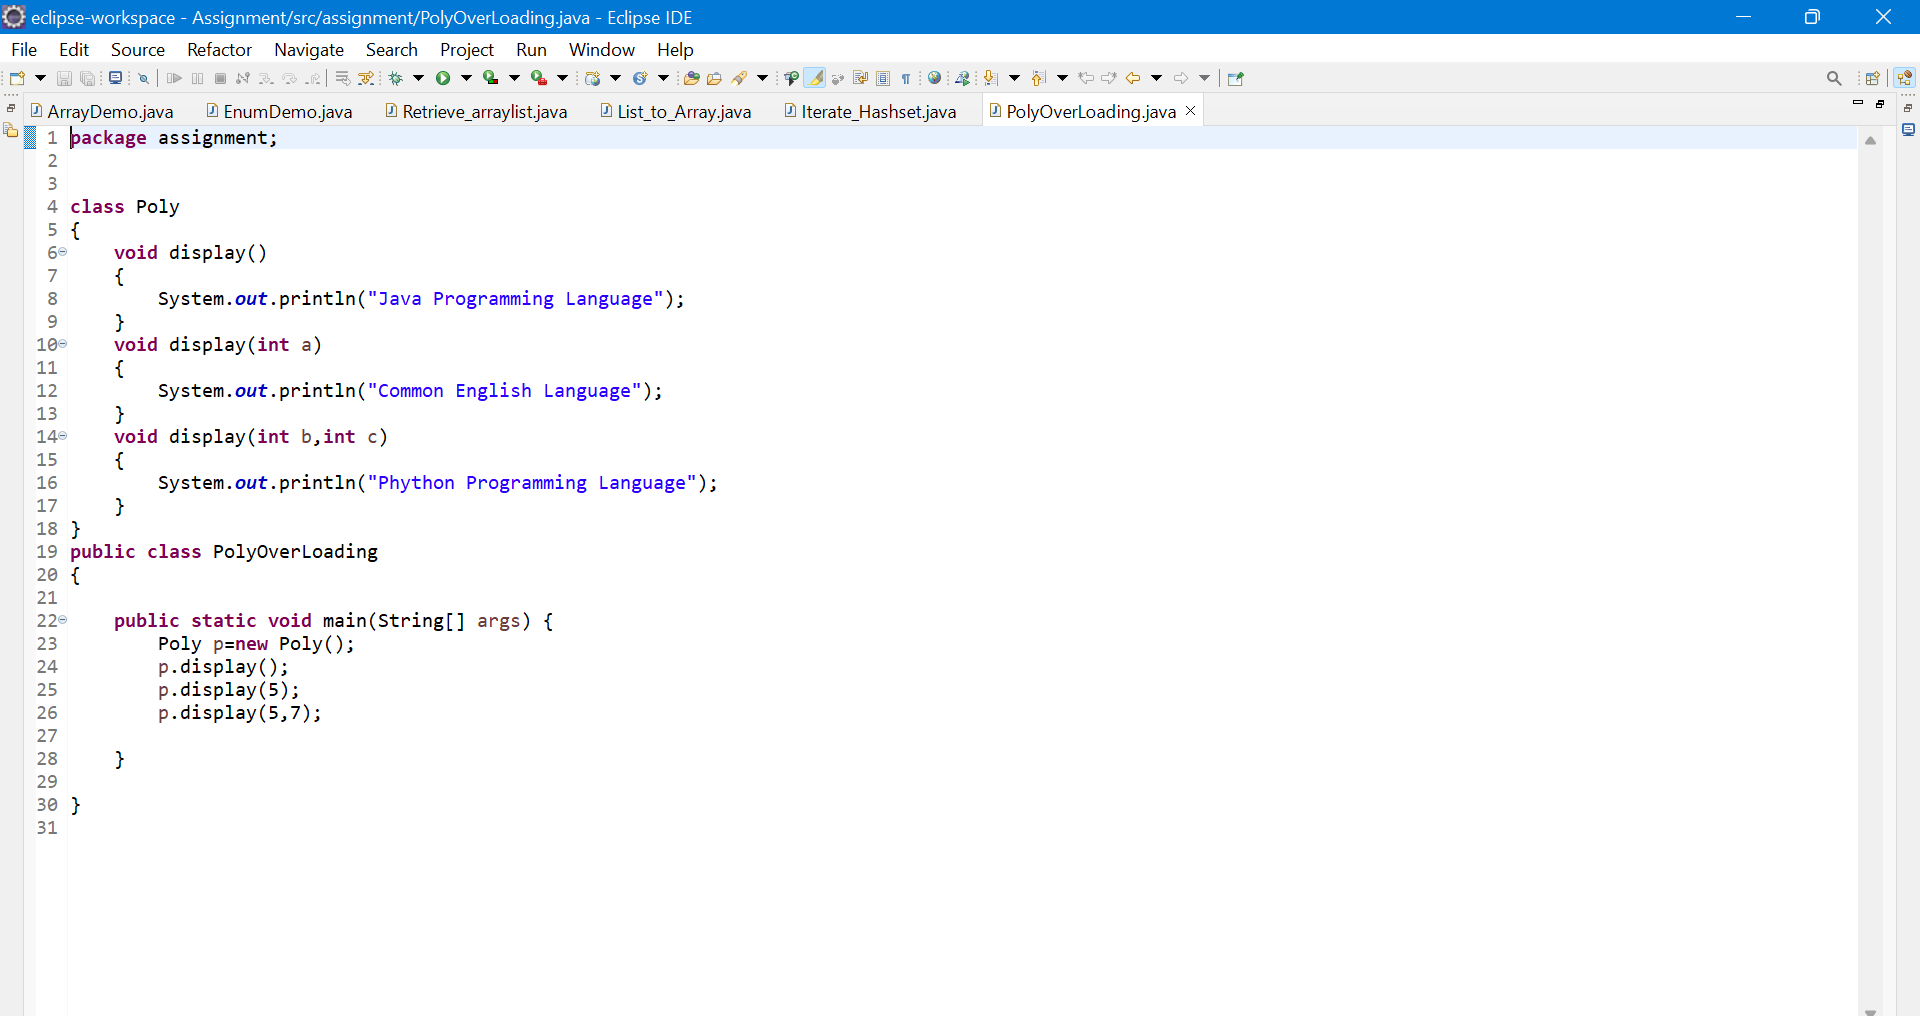 eclipse-workspace - Assignment/src/assignment/PolyOverLoading.java - Eclipse IDE
File Edit Source Refactor Navigate Search Project Run Window Help
ArrayDemo.java EnumDemo.java Retrieve_arraylist.java List_to_Array.java Iterate_Hashset.java PolyOverLoading.java
1 package assignment;
2
3
4 class Poly
5 {
6     void display()
7     {
8         System.out.println("Java Programming Language");
9     }
10     void display(int a)
11     {
12         System.out.println("Common English Language");
13     }
14     void display(int b,int c)
15     {
16         System.out.println("Phython Programming Language");
17     }
18 }
19 public class PolyOverLoading
20 {
21
22     public static void main(String[] args) {
23         Poly p=new Poly();
24         p.display();
25         p.display(5);
26         p.display(5,7);
27
28     }
29
30 }
31